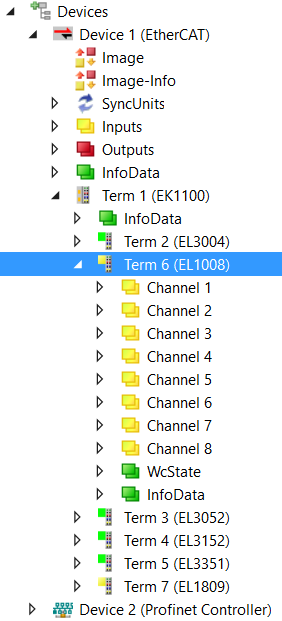 Devices
Device 1 (EtherCAT)
Image
Image-Info
SyncUnits
Inputs
Outputs
InfoData
Term 1 (EK1100)
InfoData
Term 2 (EL3004)
Term 6 (EL1008)
Channel 1
Channel 2
Channel 3
Channel 4
Channel 5
Channel 6
Channel 7
Channel 8
WcState
InfoData
Term 3 (EL3052)
Term 4 (EL3152)
Term 5 (EL3351)
Term 7 (EL1809)
Device 2 (Profinet Controller)